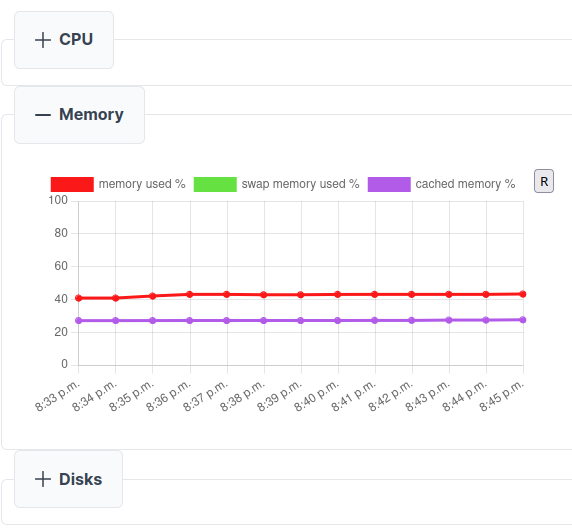 CPU
Memory
memory used % swap memory used % cached memory % R
100
80
60
40
20
0
8:33 p.m. 8:34 p.m. 8:35 p.m. 8:36 p.m. 8:37 p.m. 8:38 p.m. 8:39 p.m. 8:40 p.m. 8:41 p.m. 8:42 p.m. 8:43 p.m. 8:44 p.m. 8:45 p.m.
Disks